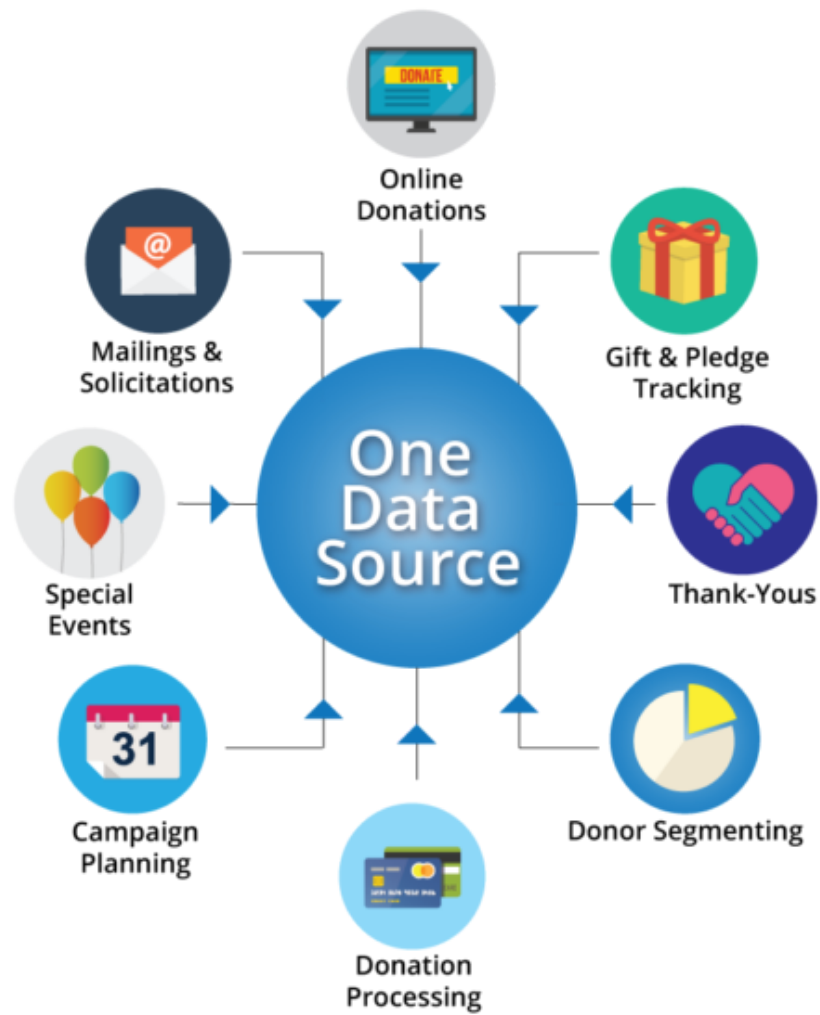 DONATE
Online
Donations
@
Mailings &
Solicitations
Gift & Pledge
Tracking
One
Data
Source
Special
Events
Thank-Yous
31
Campaign
Planning
Donor Segmenting
Donation
Processing